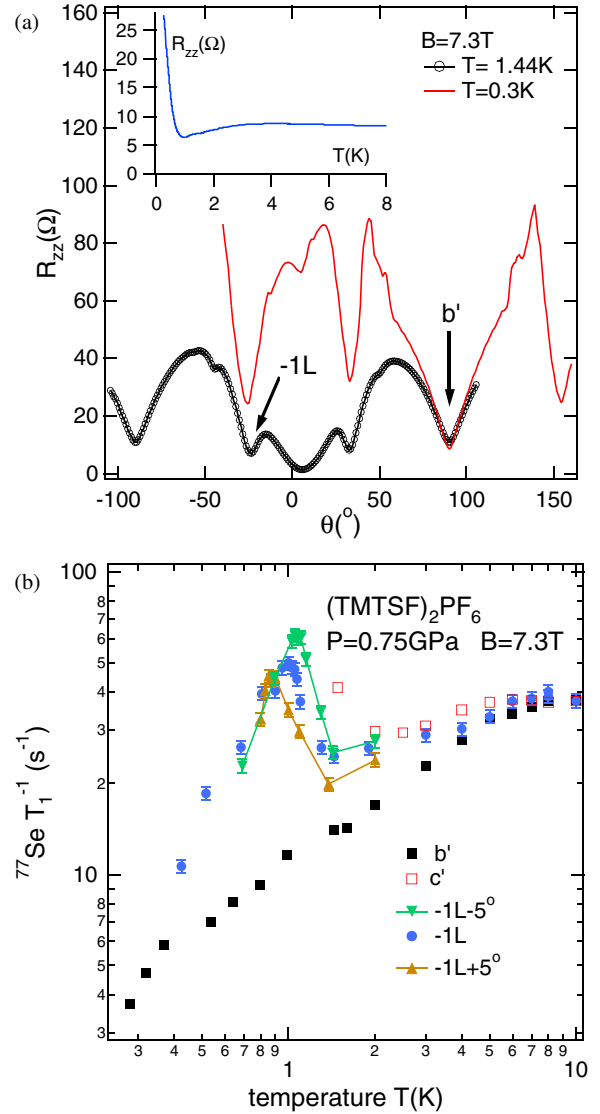 (a)
160
140
120
100
80
60
40
20
0
R_zz(Ω)
25
20
15
10
5
0
R_zz(Ω)
T(K)
0 2 4 6 8
B=7.3T
T= 1.44K
T=0.3K
-1L
b'
-100 -50 0 50 100 150
θ(°)
(b)
100
8
7
6
5
4
3
2
10
8
7
6
5
4
3
⁷⁷Se T₁⁻¹ (s⁻¹)
(TMTSF)₂PF₆
P=0.75GPa B=7.3T
b'
c'
-1L-5°
-1L
-1L+5°
3 4 5 6 7 8 9 1 2 3 4 5 6 7 8 9 10
temperature T(K)